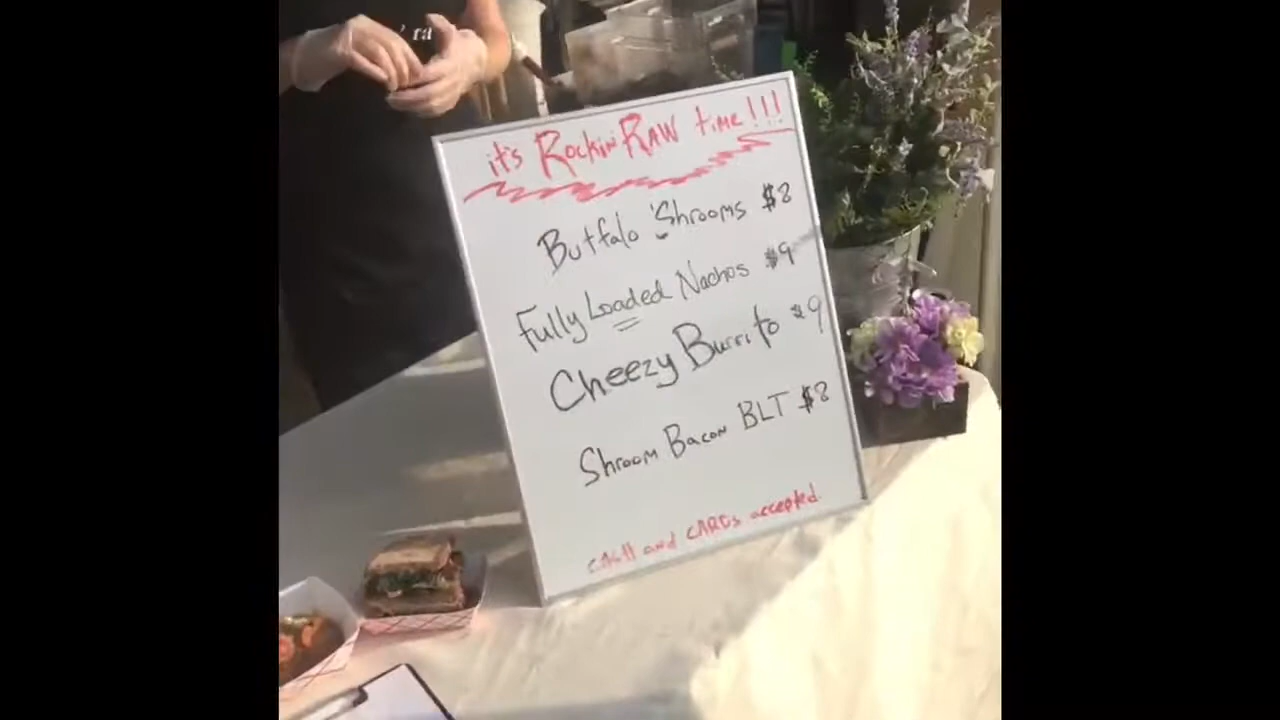 it's Rockin RAW time!!!
Buffalo 'Shrooms $8
Fully Loaded Nachos $9
Cheezy Burrito $9
Shroom Bacon BLT $8
CASH and CARDs accepted.